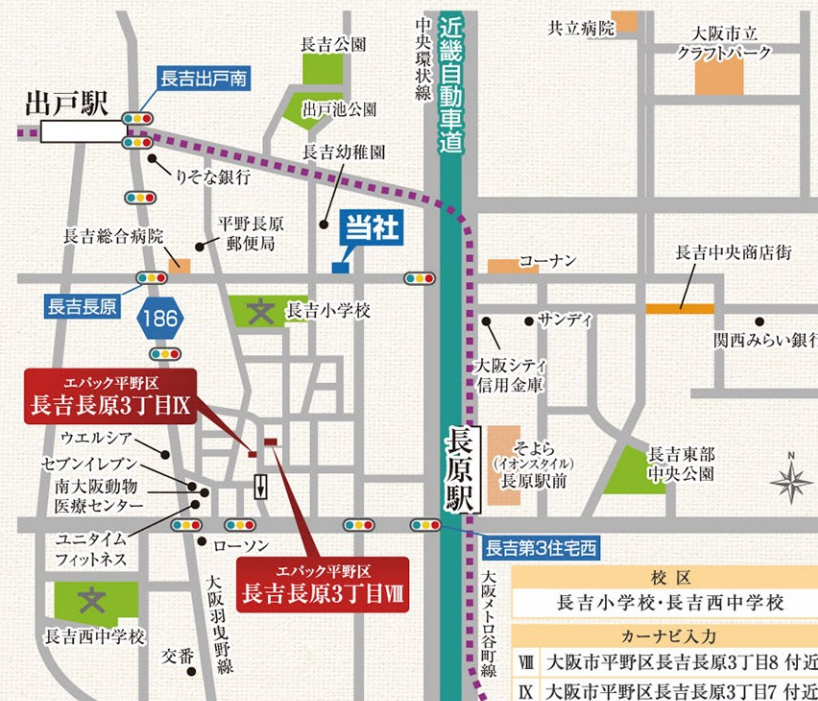 長吉公園
中央環状線
近畿自動車道
共立病院
大阪市立
クラフトパーク
長吉出戸南
出戸駅
出戸池公園
長吉幼稚園
りそな銀行
平野長原
郵便局
当社
長吉総合病院
コーナン
長吉中央商店街
長吉長原
186
長吉小学校
サンディ
関西みらい銀行
大阪シティ
信用金庫
エバック平野区
長吉長原3丁目Ⅸ
ウエルシア
セブンイレブン
南大阪動物
医療センター
ユニタイム
フィットネス
長原駅
そよら
(イオンスタイル)
長原駅前
長吉東部
中央公園
N
ローソン
長吉第3住宅西
エバック平野区
長吉長原3丁目Ⅷ
長吉西中学校
大阪羽曳野線
交番
大阪メトロ谷町線
校区
長吉小学校・長吉西中学校
カーナビ入力
Ⅷ 大阪市平野区長吉長原3丁目8 付近
Ⅸ 大阪市平野区長吉長原3丁目7 付近